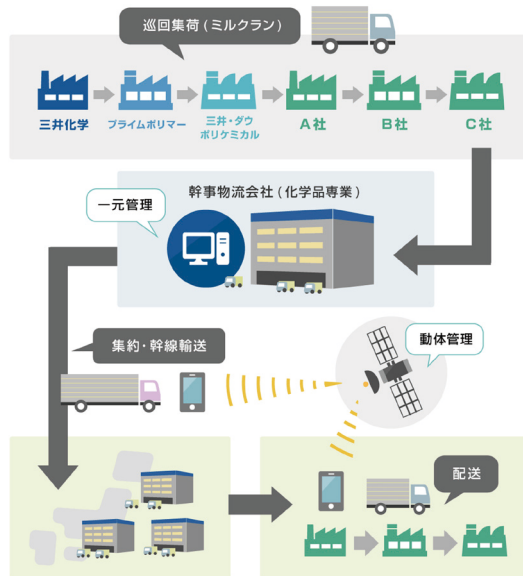 巡回集荷(ミルクラン)
三井化学
プライムポリマー
三井・ダウ
ポリケミカル
A社
B社
C社
幹事物流会社(化学品専業)
一元管理
集約・幹線輸送
動体管理
配送